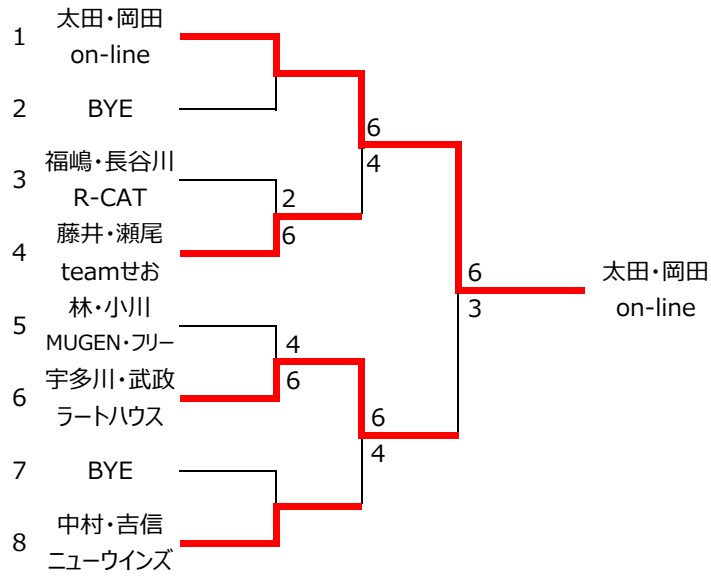 1
太田・岡田
on-line
2
BYE
3
福嶋・長谷川
R-CAT
2
6
4
藤井・瀬尾
teamせお
6
4
5
林・小川
MUGEN・フリー
4
6
6
宇多川・武政
ラートハウス
7
BYE
6
4
8
中村・吉信
ニューウインズ
6
3
太田・岡田
on-line